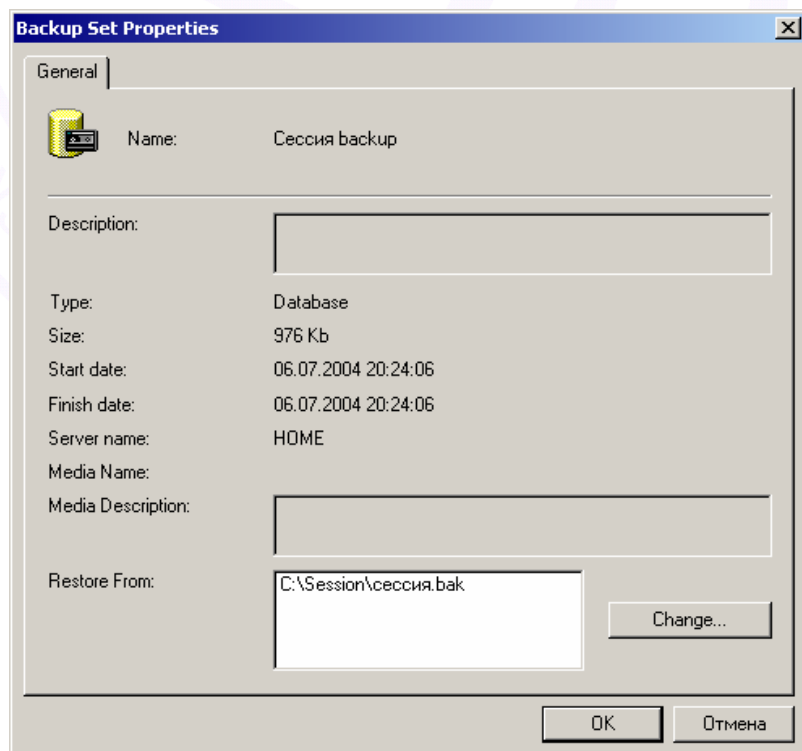 Backup Set Properties
General
Name: Сессия backup
Description:
Type: Database
Size: 976 Kb
Start date: 06.07.2004 20:24:06
Finish date: 06.07.2004 20:24:06
Server name: HOME
Media Name:
Media Description:
Restore From: C:\Session\сессия.bak
Change...
OK Отмена